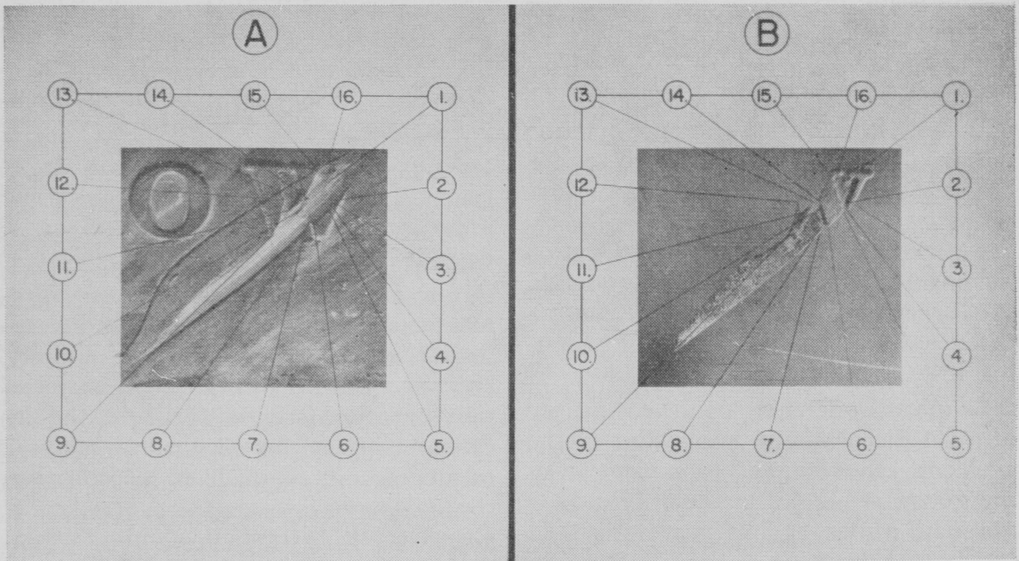 A B
13. 14. 15. 16. 1. 13. 14. 15. 16. 1.
12. 2. 12. 2.
11. 3. 11. 3.
10. 4. 10. 4.
9. 8. 7. 6. 5. 9. 8. 7. 6. 5.